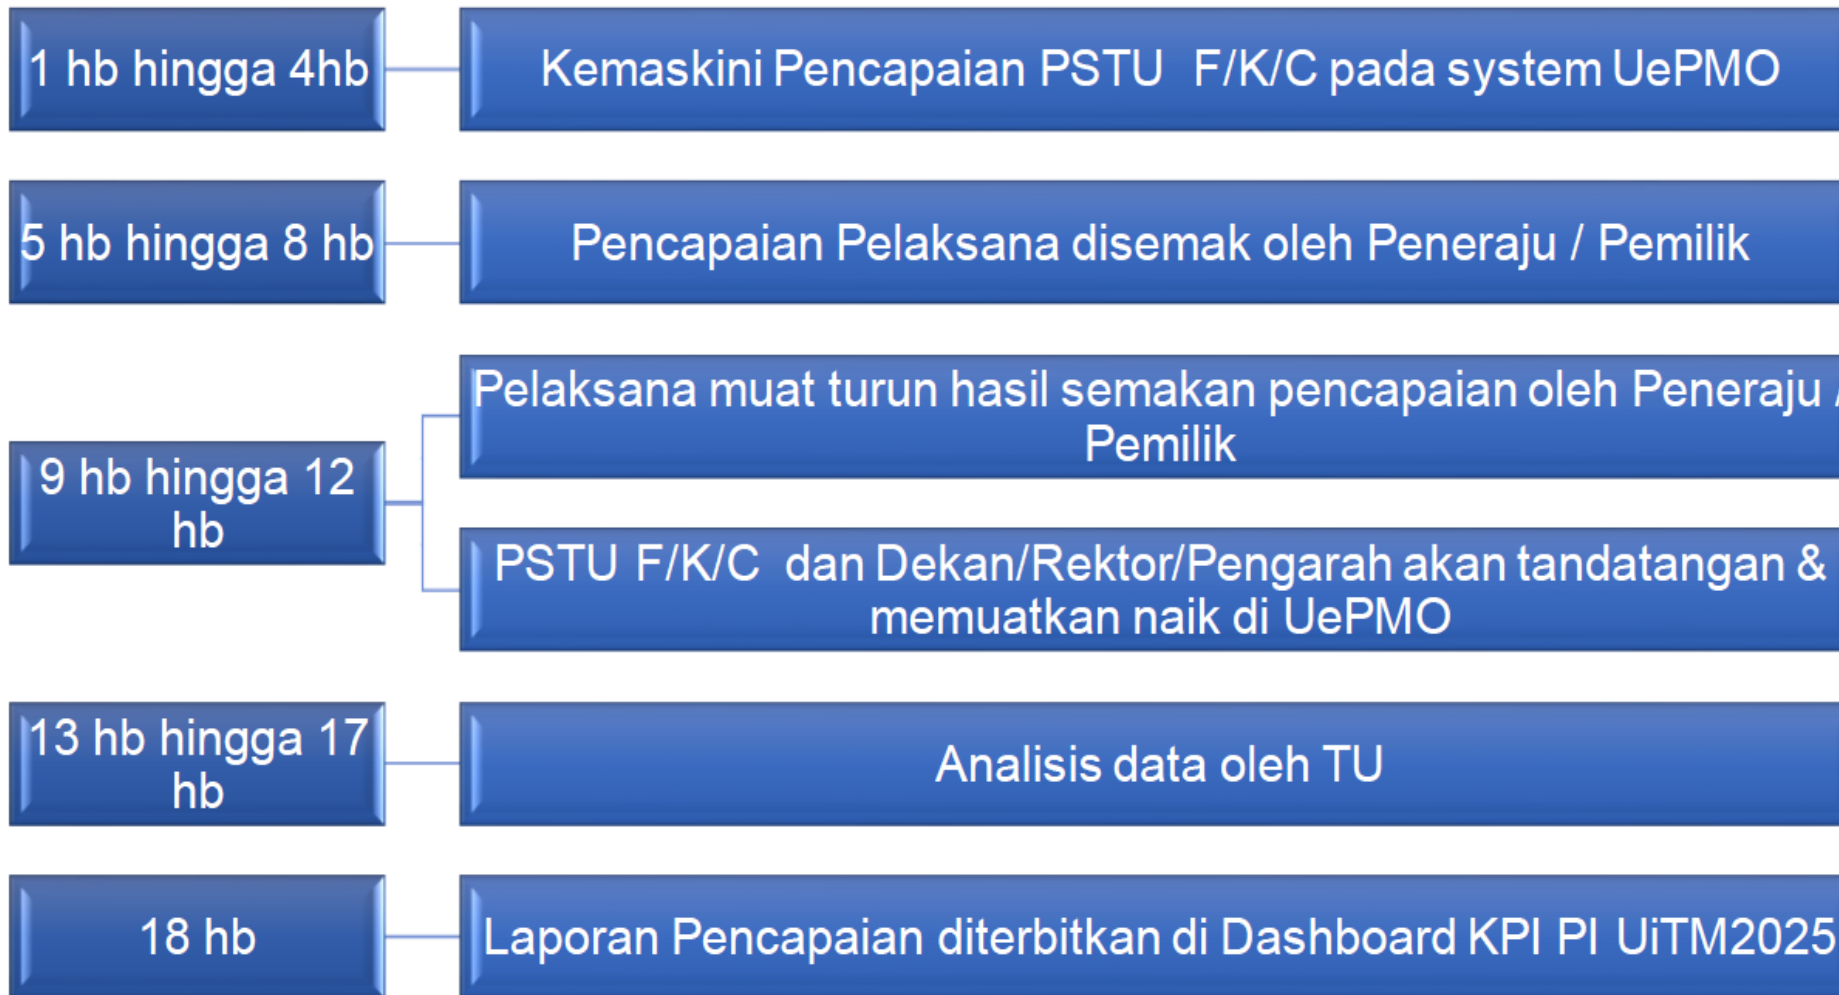 1 hb hingga 4hb
Kemaskini Pencapaian PSTU F/K/C pada system UePMO
5 hb hingga 8 hb
Pencapaian Pelaksana disemak oleh Peneraju / Pemilik
9 hb hingga 12
hb
Pelaksana muat turun hasil semakan pencapaian oleh Peneraju /
Pemilik
PSTU F/K/C dan Dekan/Rektor/Pengarah akan tandatangan &
memuatkan naik di UePMO
13 hb hingga 17
hb
Analisis data oleh TU
18 hb
Laporan Pencapaian diterbitkan di Dashboard KPI PI UiTM2025